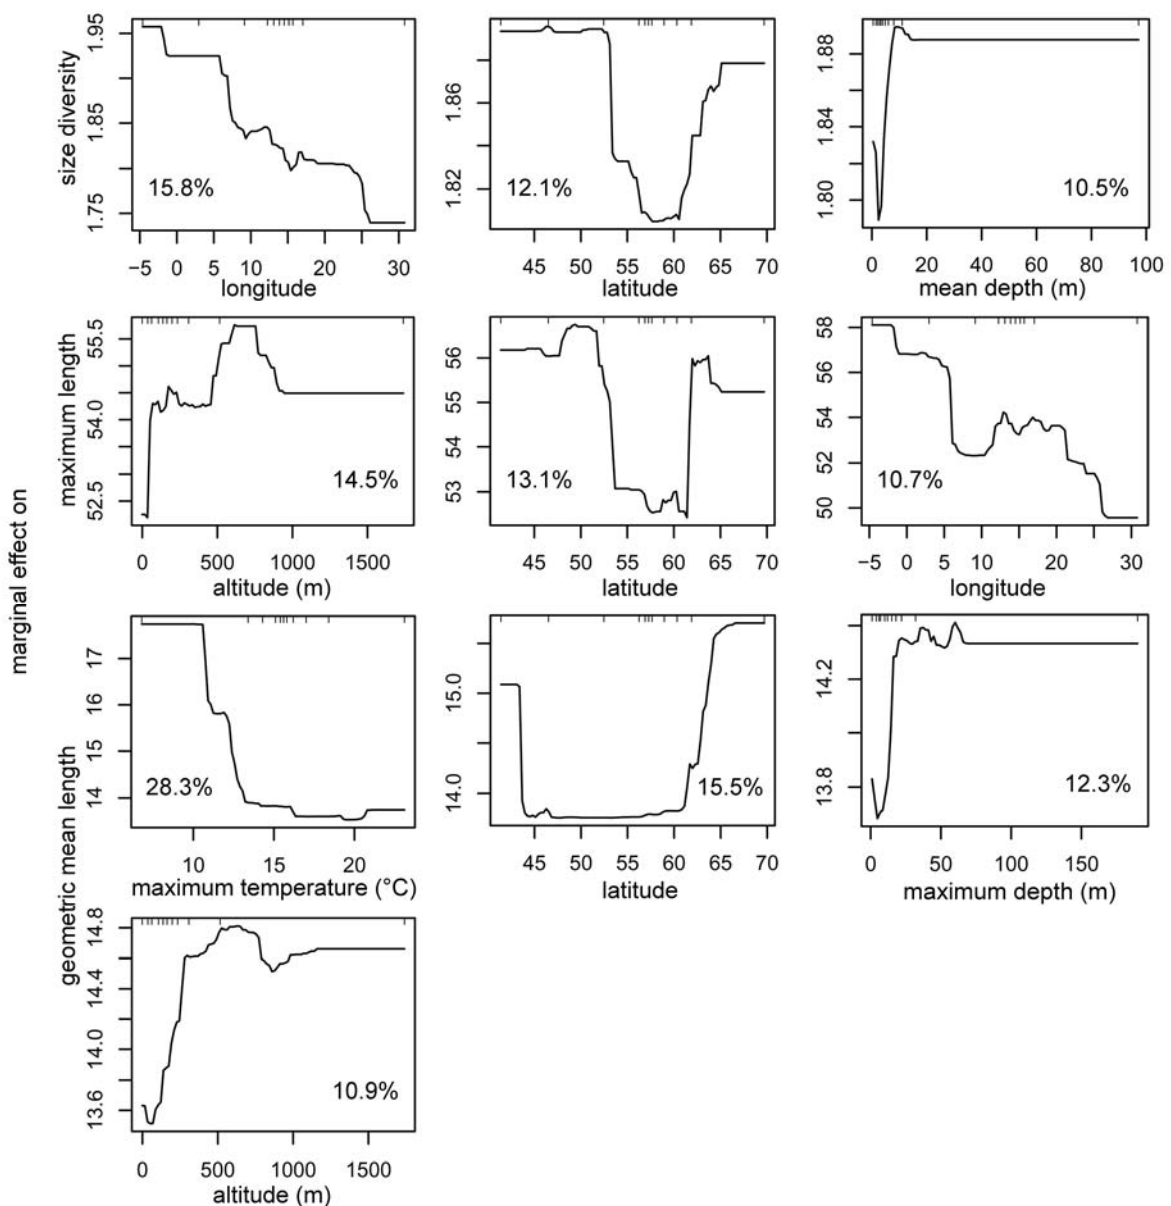 marginal effect on
size diversity
1.95
1.85
1.75
15.8%
−5 0 5 10 20 30
longitude
1.86
1.82
12.1%
45 50 55 60 65 70
latitude
1.88
1.84
1.80
10.5%
0 20 40 60 80 100
mean depth (m)
maximum length
55.5
54.0
52.5
14.5%
0 500 1000 1500
altitude (m)
56
55
54
53
13.1%
45 50 55 60 65 70
latitude
58
56
54
52
50
10.7%
−5 0 10 20 30
longitude
geometric mean length
17
16
15
14
28.3%
10 15 20
maximum temperature (°C)
15.0
14.0
15.5%
45 50 55 60 65 70
latitude
14.2
13.8
12.3%
0 50 100 150
maximum depth (m)
14.8
14.4
14.0
13.6
10.9%
0 500 1000 1500
altitude (m)